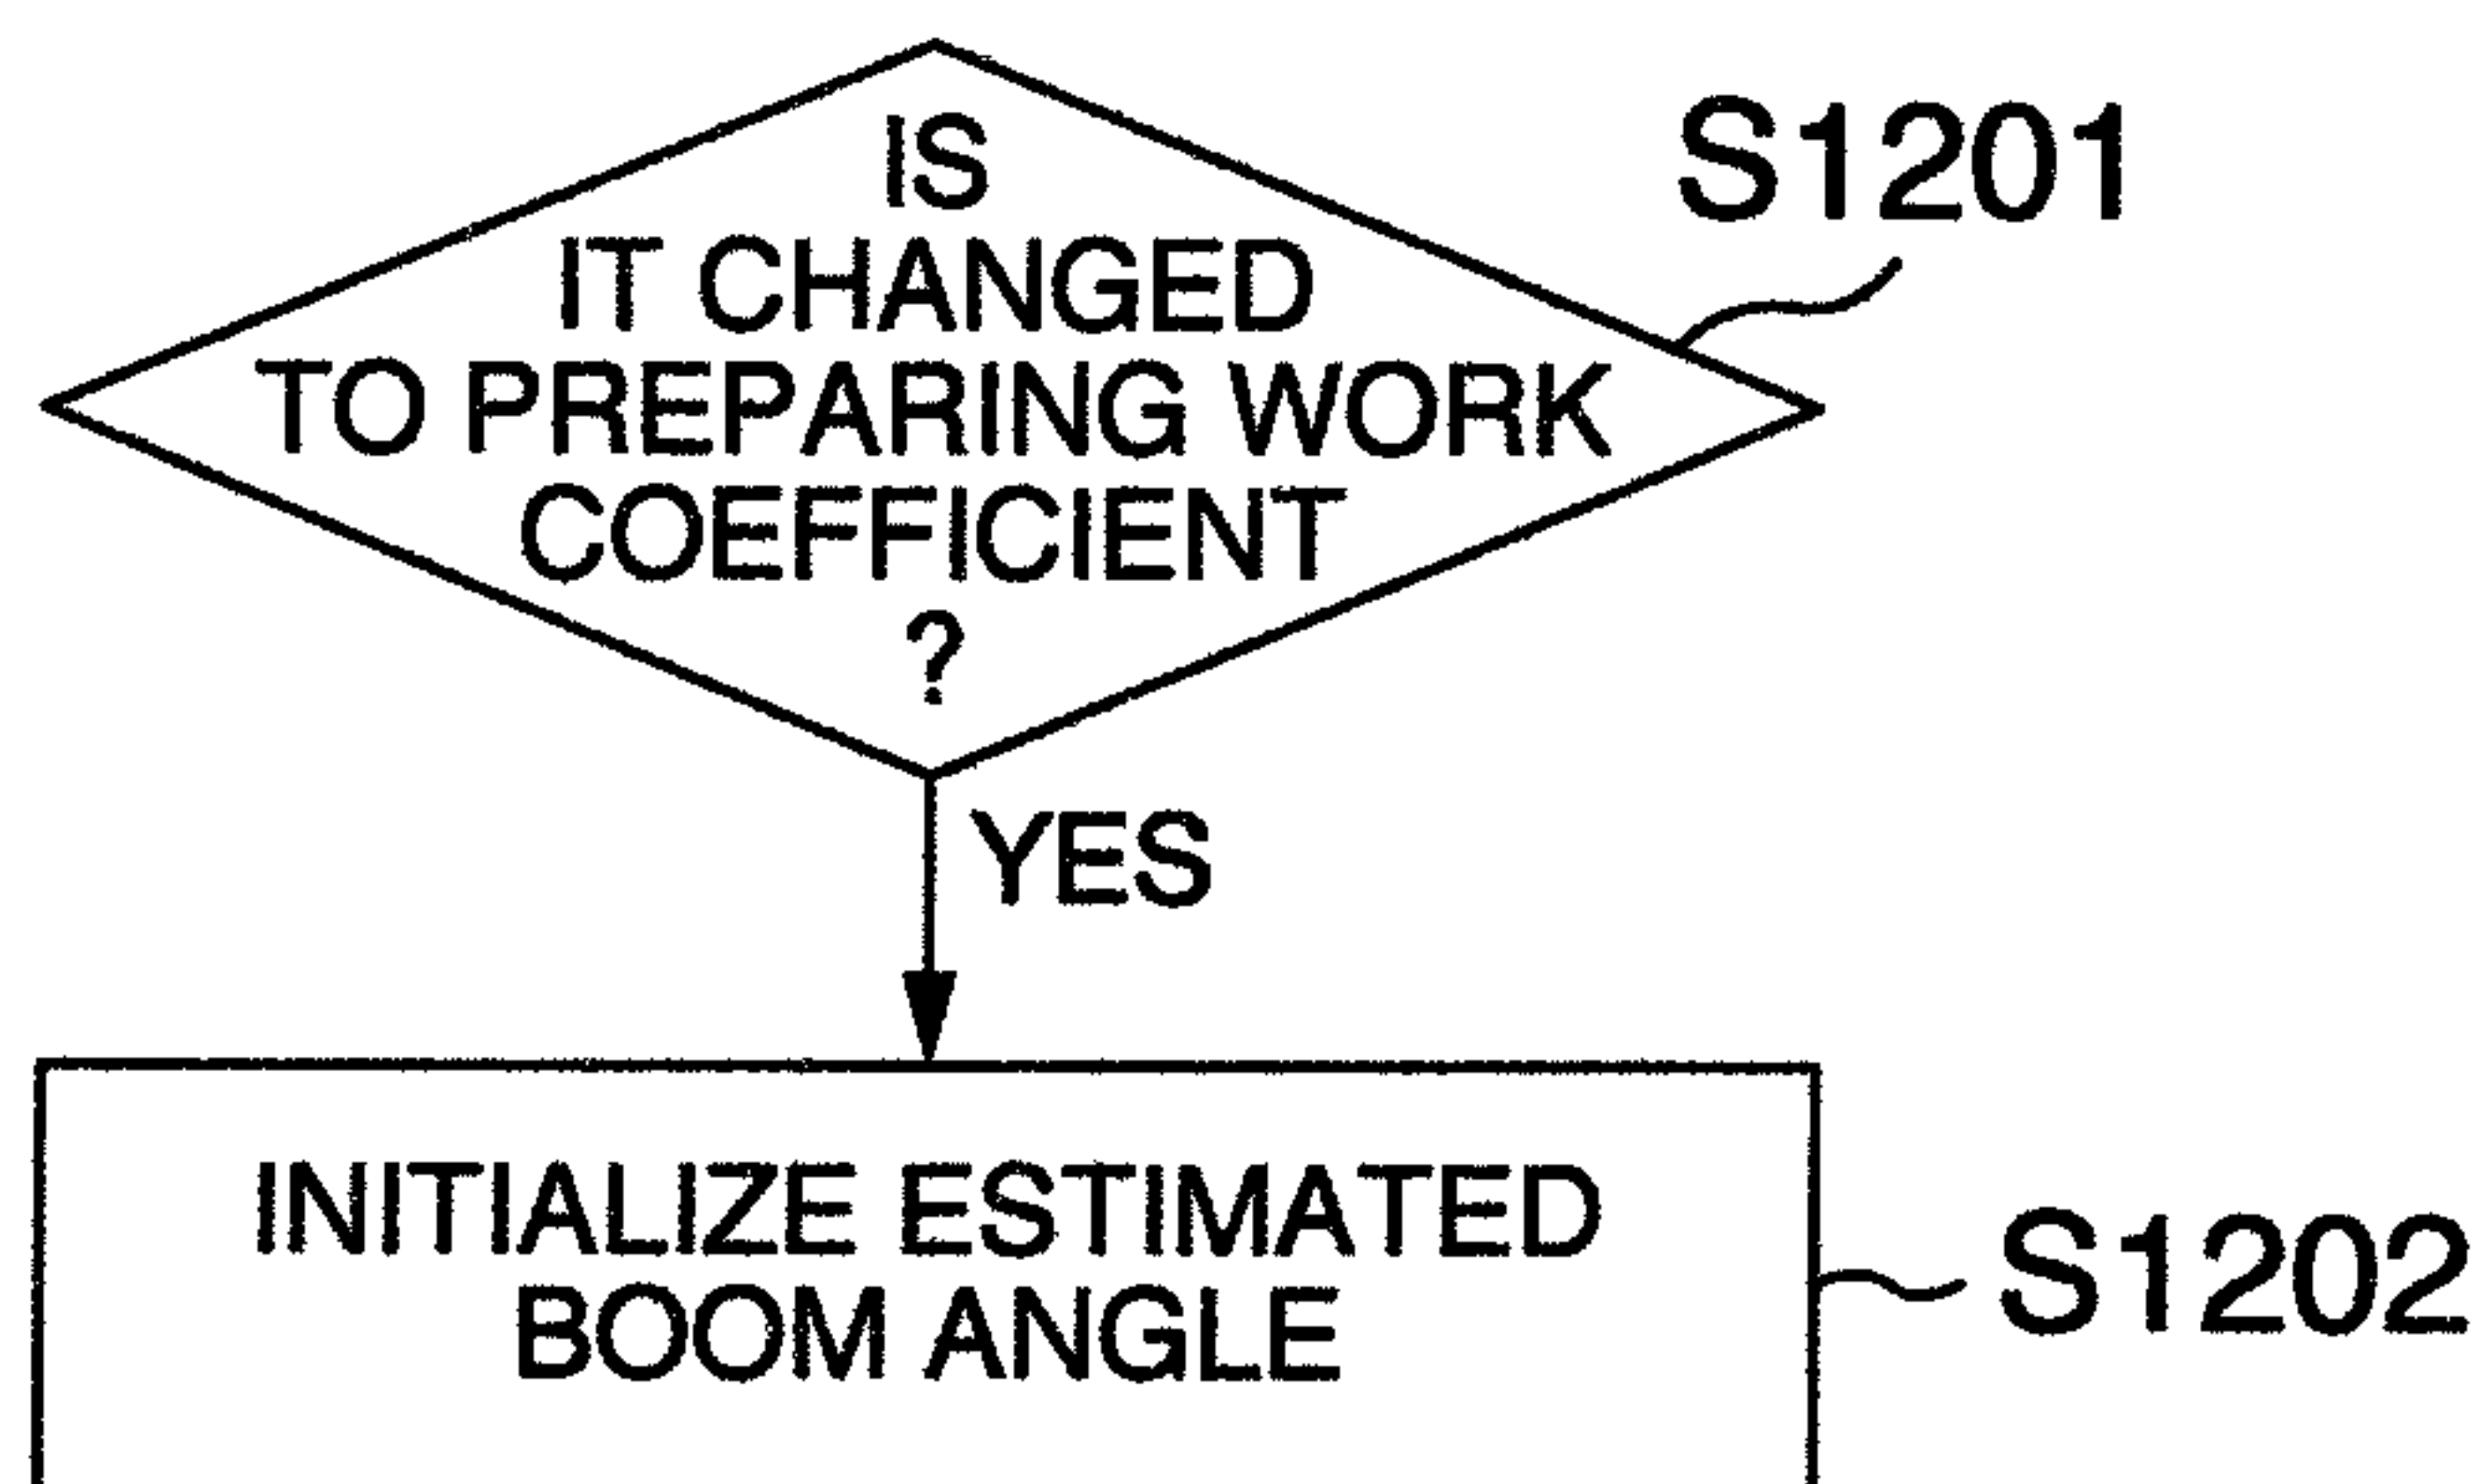 IS
IT CHANGED
TO PREPARING WORK
COEFFICIENT
?
S1201
YES
INITIALIZE ESTIMATED
BOOM ANGLE
S1202